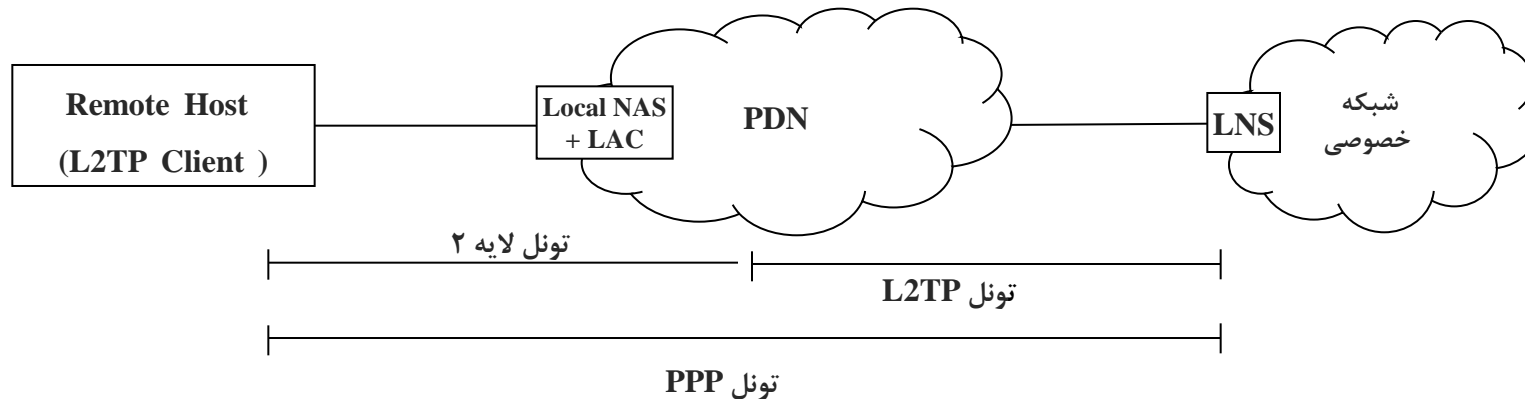 Remote Host
(L2TP Client )
Local NAS
+ LAC
PDN
LNS
شبکه
خصوصی
تونل لایه ۲
تونل L2TP
تونل PPP